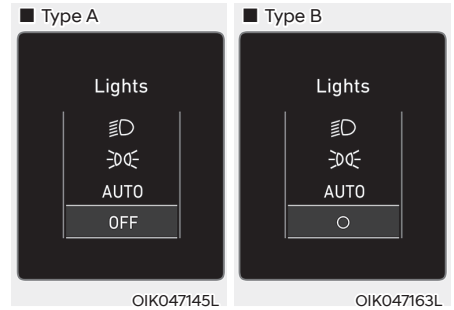 ■ Type A
Lights
AUTO
OFF
OIK047145L
■ Type B
Lights
AUTO
OIK047163L